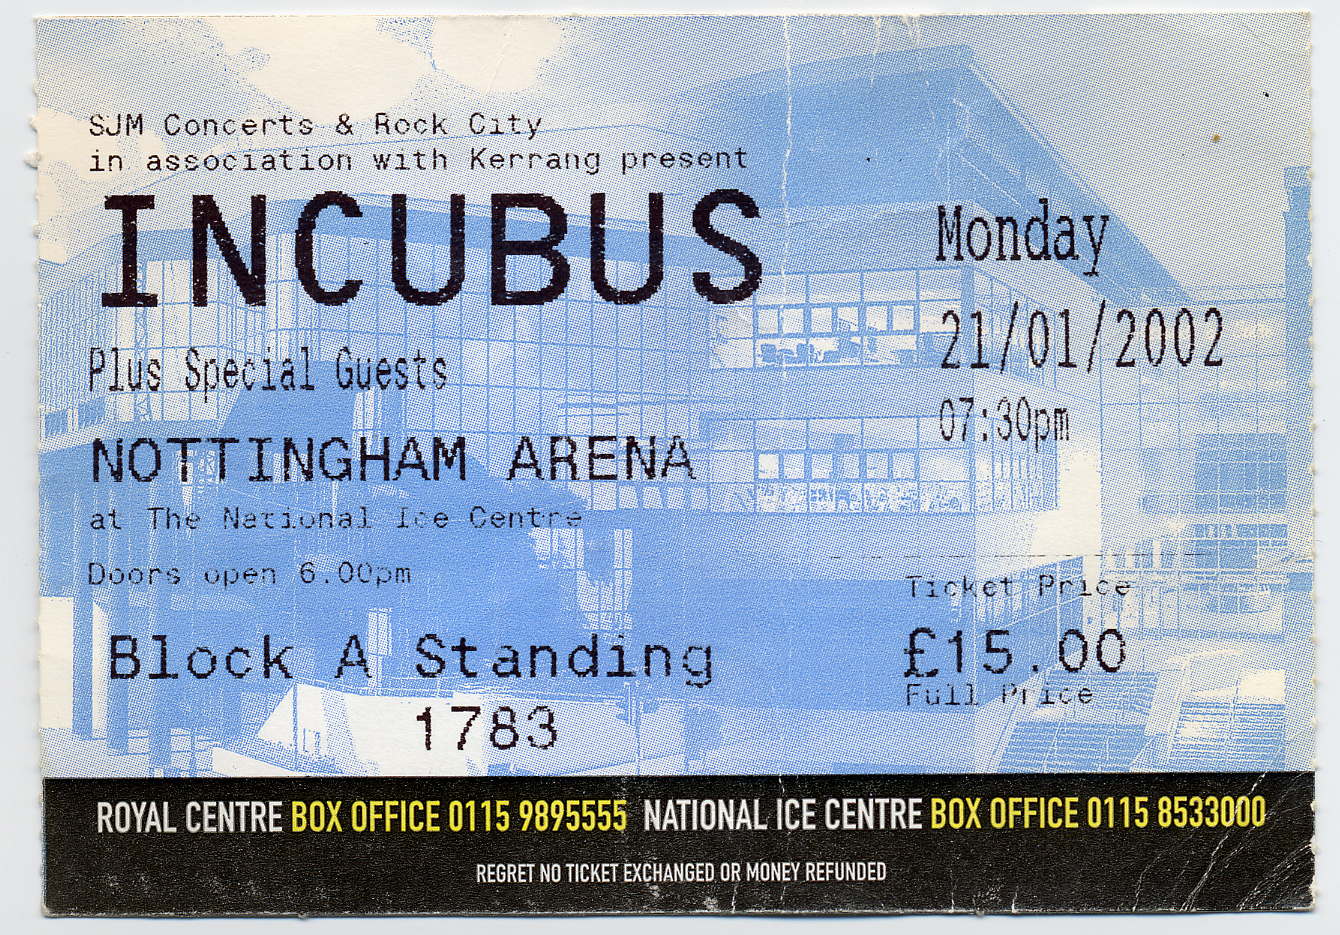 SJM Concerts & Rock City
in association with Kerrang present
INCUBUS
Plus Special Guests
NOTTINGHAM ARENA
at The National Ice Centre
Doors open 6.00pm
Block A Standing
1783
Monday
21/01/2002
07:30pm
Ticket Price
£15.00
Full Price
ROYAL CENTRE BOX OFFICE 0115 9895555 NATIONAL ICE CENTRE BOX OFFICE 0115 8533000
REGRET NO TICKET EXCHANGED OR MONEY REFUNDED